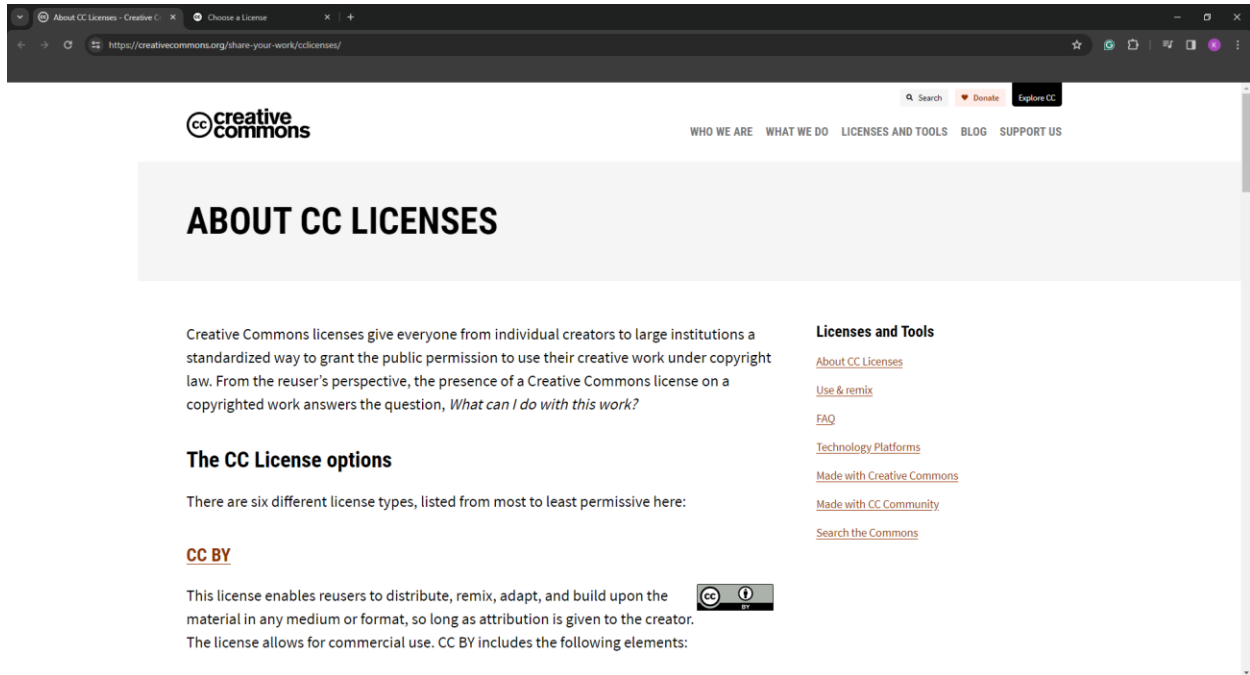 About CC Licenses - Creative C
Choose a License
https://creativecommons.org/share-your-work/cclicenses/
Search
Donate
Explore CC
cc creative commons
WHO WE ARE
WHAT WE DO
LICENSES AND TOOLS
BLOG
SUPPORT US
ABOUT CC LICENSES
Creative Commons licenses give everyone from individual creators to large institutions a
standardized way to grant the public permission to use their creative work under copyright
law. From the reuser’s perspective, the presence of a Creative Commons license on a
copyrighted work answers the question, What can I do with this work?
The CC License options
There are six different license types, listed from most to least permissive here:
CC BY
This license enables reusers to distribute, remix, adapt, and build upon the
material in any medium or format, so long as attribution is given to the creator.
The license allows for commercial use. CC BY includes the following elements:
cc
BY
Licenses and Tools
About CC Licenses
Use & remix
FAQ
Technology Platforms
Made with Creative Commons
Made with CC Community
Search the Commons